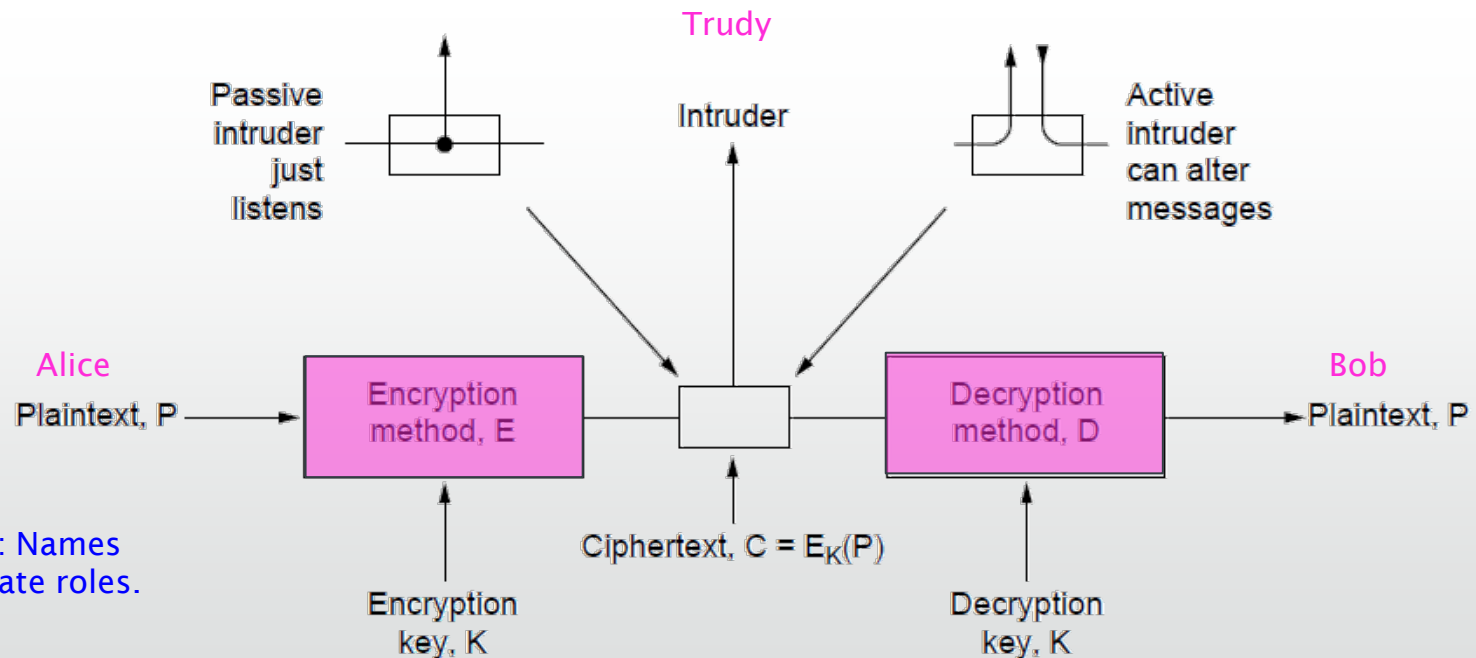 Trudy
Passive
intruder
just
listens
Intruder
Active
intruder
can alter
messages
Alice
Plaintext, P
Encryption
method, E
Decryption
method, D
Bob
Plaintext, P
: Names
ate roles.
Ciphertext, C = E_K(P)
Encryption
key, K
Decryption
key, K